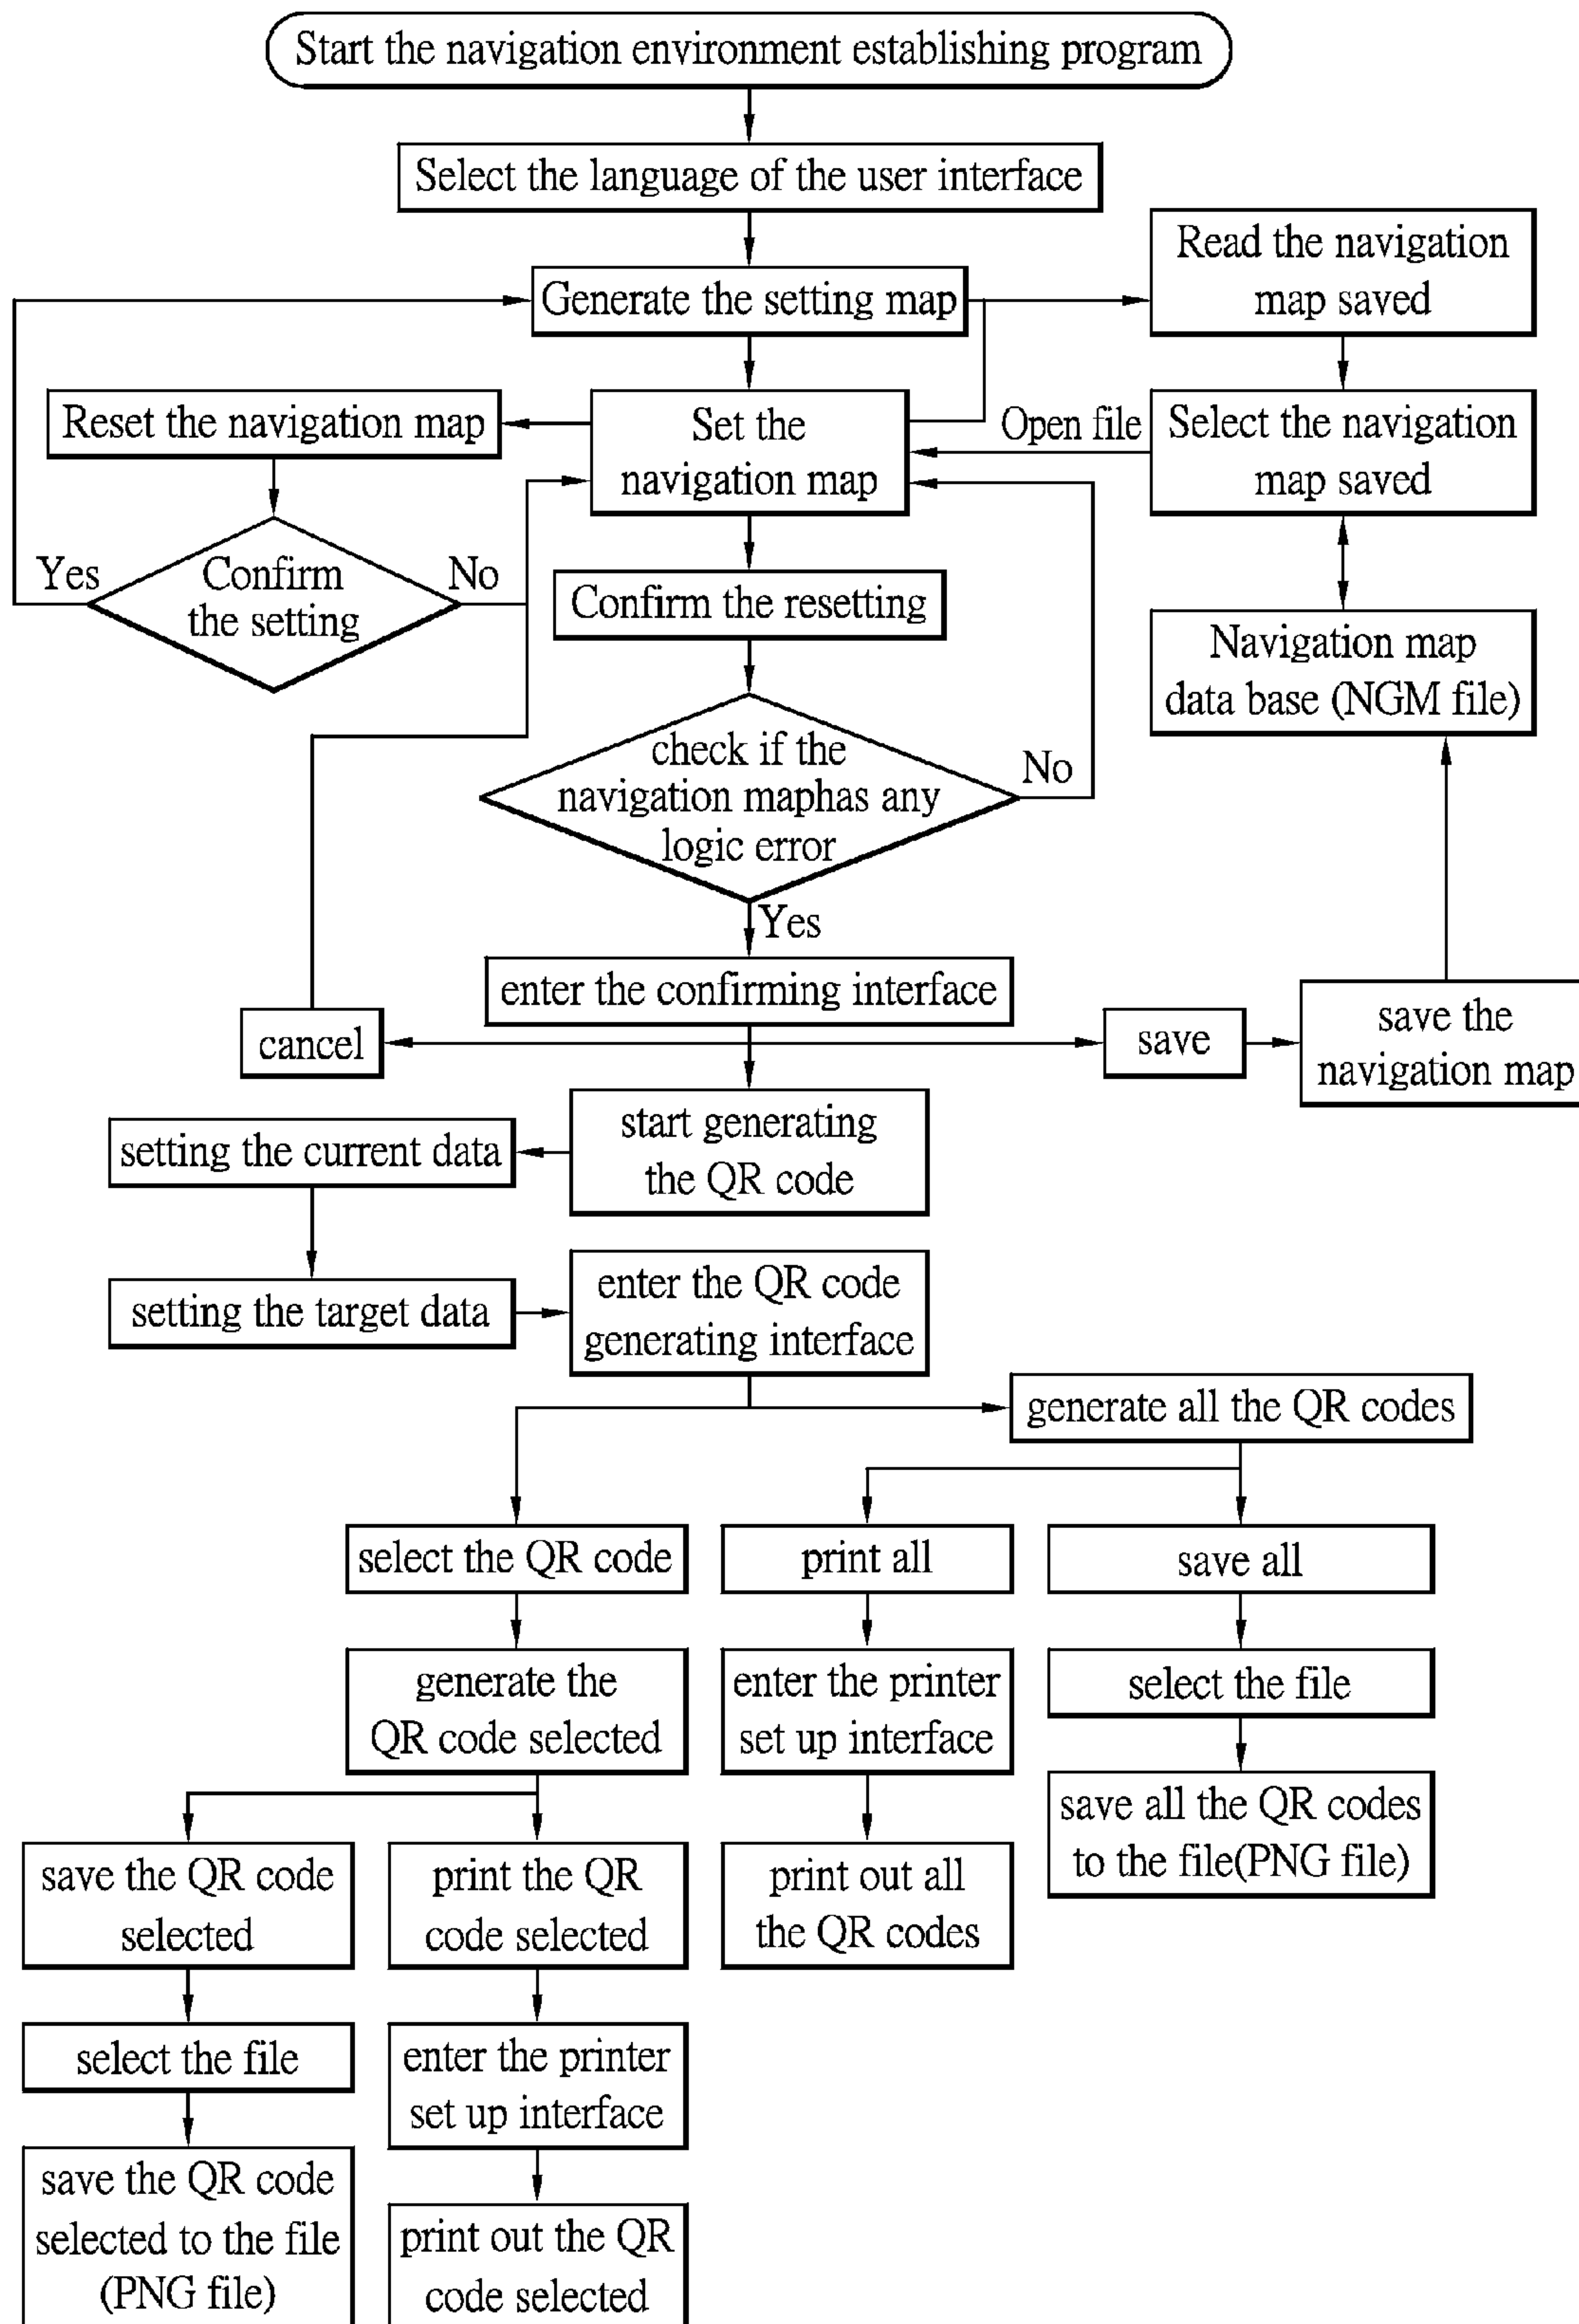 Start the navigation environment establishing program
Select the language of the user interface
Read the navigation
map saved
Generate the setting map
Reset the navigation map
Set the
navigation map
Open file
Select the navigation
map saved
Yes
Confirm
the setting
No
Confirm the resetting
Navigation map
data base (NGM file)
check if the
navigation maphas any
logic error
No
Yes
enter the confirming interface
cancel
save
save the
navigation map
start generating
the QR code
setting the current data
setting the target data
enter the QR code
generating interface
generate all the QR codes
select the QR code
print all
save all
generate the
QR code selected
enter the printer
set up interface
select the file
save all the QR codes
to the file(PNG file)
save the QR code
selected
print the QR
code selected
print out all
the QR codes
select the file
enter the printer
set up interface
save the QR code
selected to the file
(PNG file)
print out the QR
code selected